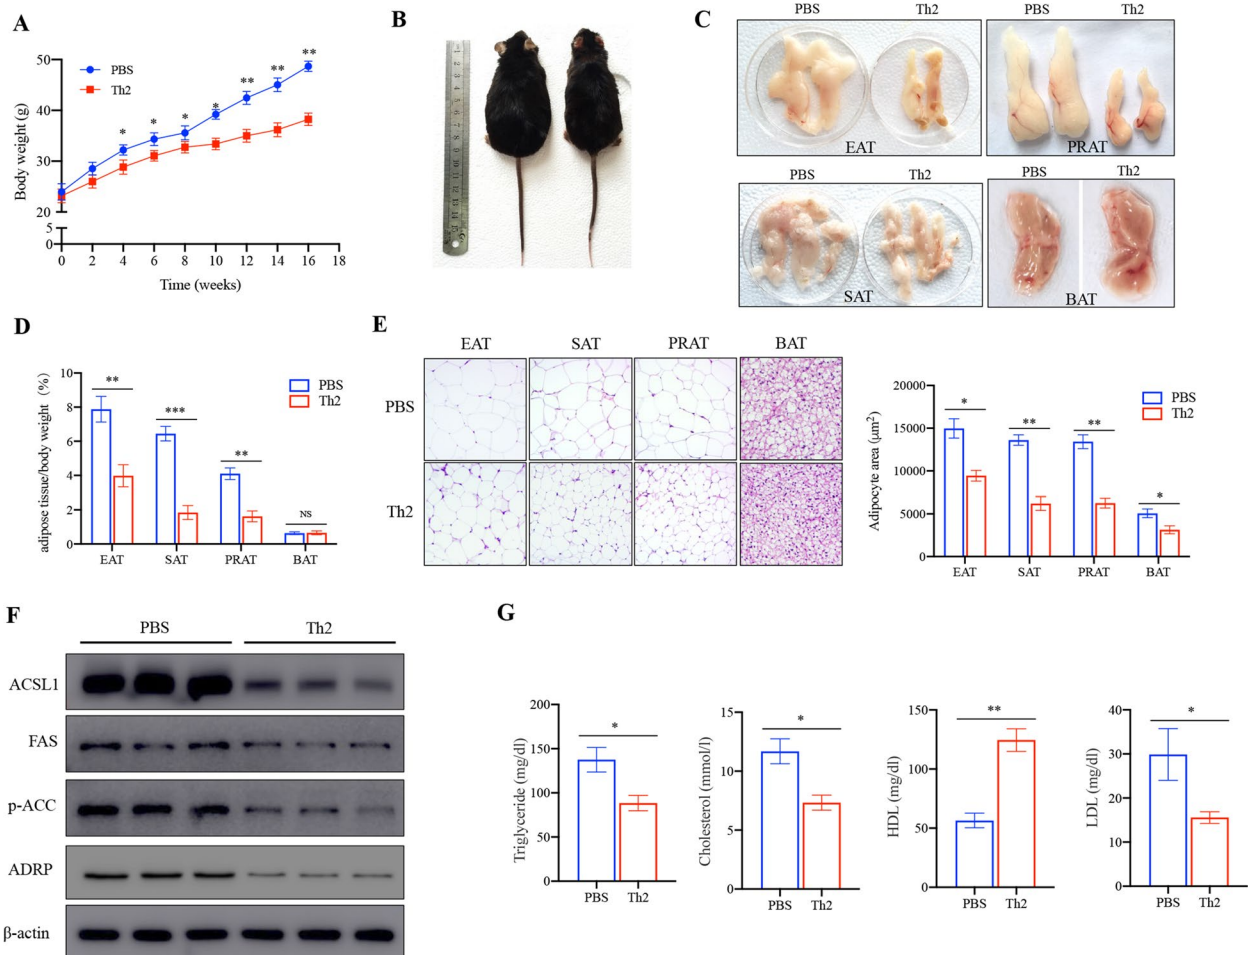 A
Body weight (g)
50
40
30
20
5
0
PBS
Th2
*
*
*
*
**
**
**
0 2 4 6 8 10 12 14 16 18
Time (weeks)
B
C
PBS Th2
EAT
PBS Th2
PRAT
PBS Th2
SAT
PBS Th2
BAT
D
adipose tissue/body weight (%)
10
8
6
4
2
0
PBS
Th2
**
***
**
NS
EAT SAT PRAT BAT
E
EAT SAT PRAT BAT
PBS
Th2
Adipocyte area (μm²)
20000
15000
10000
5000
0
PBS
Th2
*
**
**
*
EAT SAT PRAT BAT
F
PBS Th2
ACSL1
FAS
p-ACC
ADRP
β-actin
G
Triglyceride (mg/dl)
200
150
100
50
0
*
PBS Th2
Cholesterol (mmol/l)
15
10
5
0
*
PBS Th2
HDL (mg/dl)
150
100
50
0
**
PBS Th2
LDL (mg/dl)
40
30
20
10
0
*
PBS Th2